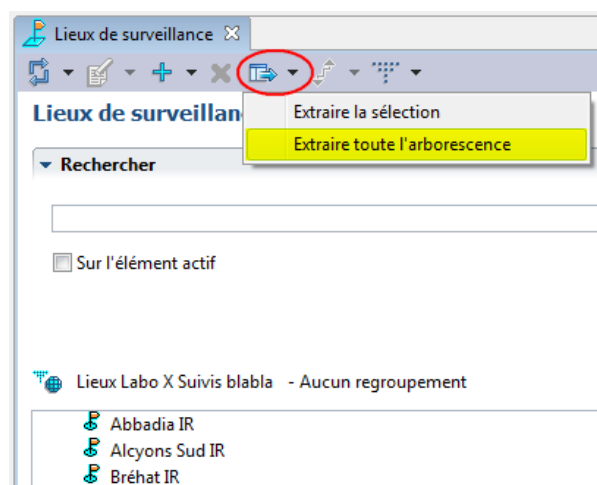 Lieux de surveillance
Lieux de surveillan
Extraire la sélection
Extraire toute l'arborescence
Rechercher
Sur l'élément actif
Lieux Labo X Suivis blabla - Aucun regroupement
Abbadia IR
Alcyons Sud IR
Bréhat IR